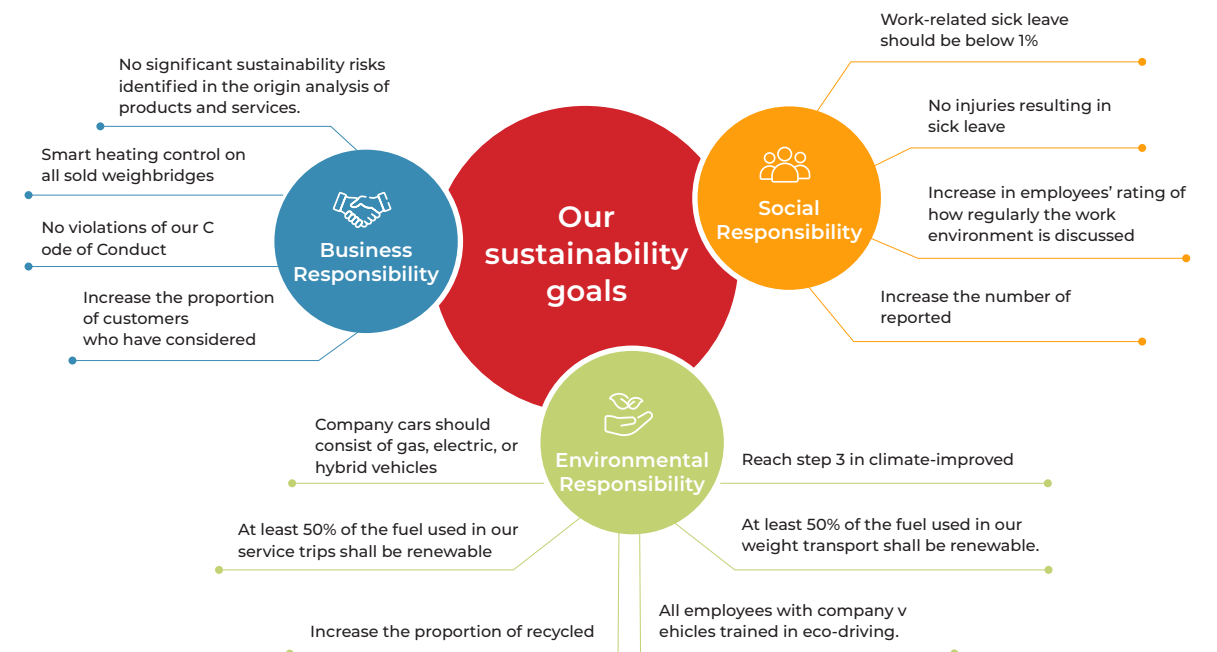 Our
sustainability
goals
Business
Responsibility
No significant sustainability risks
identified in the origin analysis of
products and services.
Smart heating control on
all sold weighbridges
No violations of our C
ode of Conduct
Increase the proportion
of customers
who have considered
Social
Responsibility
Work-related sick leave
should be below 1%
No injuries resulting in
sick leave
Increase in employees’ rating of
how regularly the work
environment is discussed
Increase the number of
reported
Environmental
Responsibility
Company cars should
consist of gas, electric, or
hybrid vehicles
At least 50% of the fuel used in our
service trips shall be renewable
Increase the proportion of recycled
Reach step 3 in climate-improved
At least 50% of the fuel used in our
weight transport shall be renewable.
All employees with company v
ehicles trained in eco-driving.